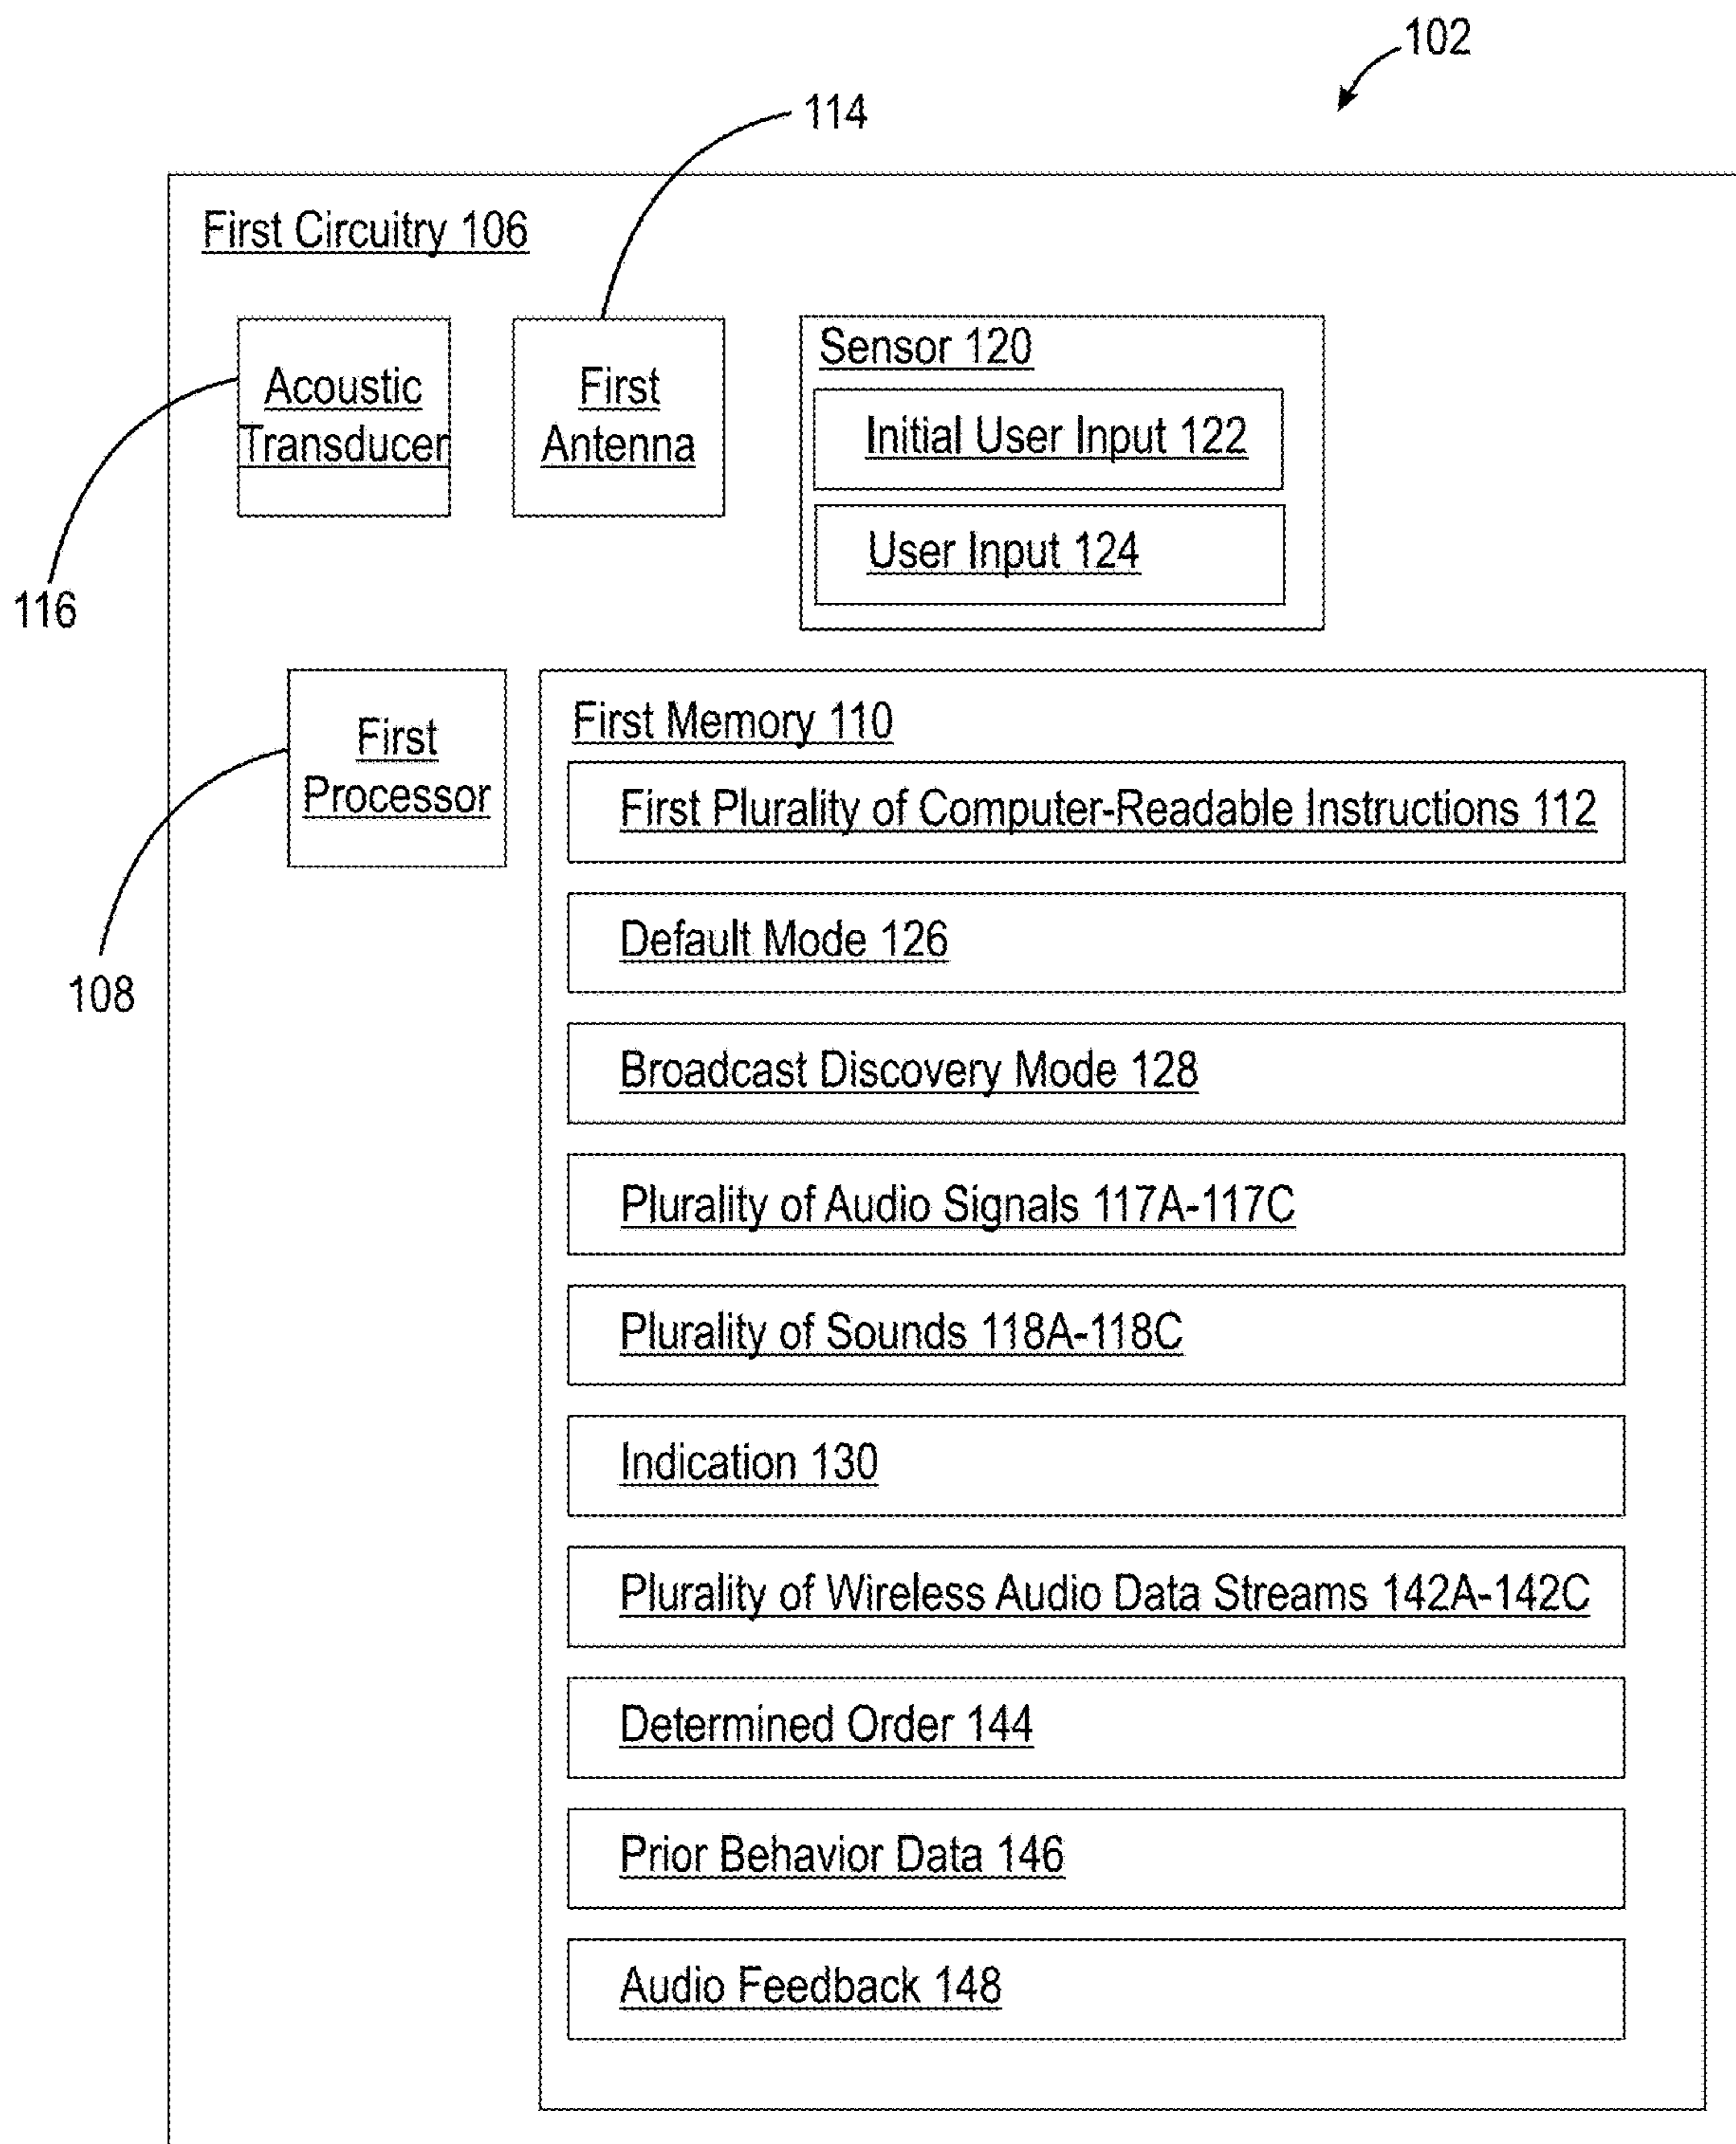 102
114
First Circuitry 106
Acoustic
Transducer
First
Antenna
Sensor 120
Initial User Input 122
User Input 124
116
First
Processor
108
First Memory 110
First Plurality of Computer-Readable Instructions 112
Default Mode 126
Broadcast Discovery Mode 128
Plurality of Audio Signals 117A-117C
Plurality of Sounds 118A-118C
Indication 130
Plurality of Wireless Audio Data Streams 142A-142C
Determined Order 144
Prior Behavior Data 146
Audio Feedback 148